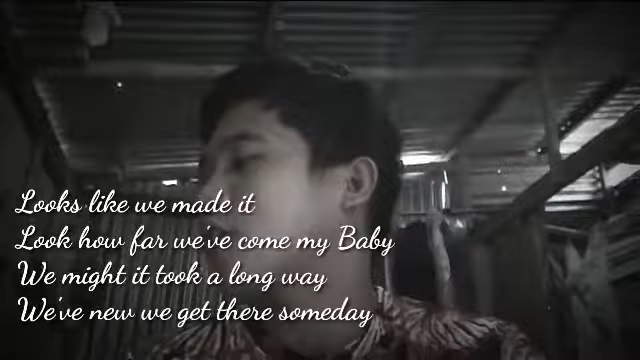 Looks like we made it
Look how far we've come my Baby
We might it took a long way
We've new we get there someday